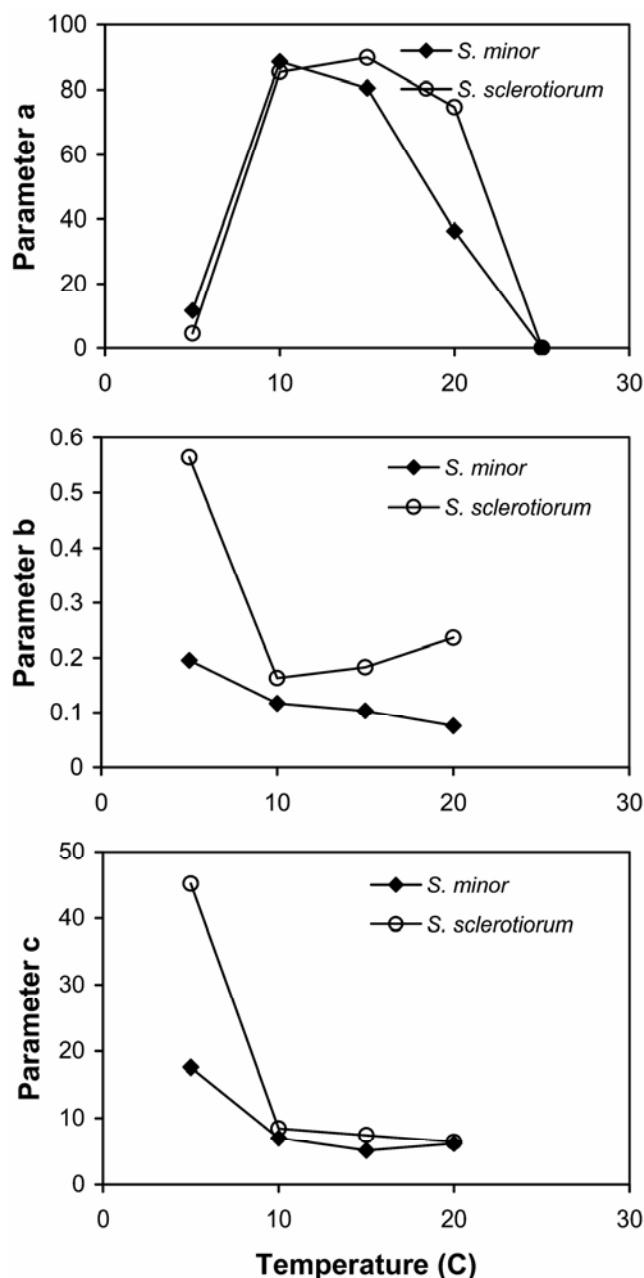 Parameter a
100
80
60
40
20
0
S. minor
S. sclerotiorum
0 10 20 30
Parameter b
0.6
0.5
0.4
0.3
0.2
0.1
0
S. minor
S. sclerotiorum
0 10 20 30
Parameter c
50
40
30
20
10
0
S. minor
S. sclerotiorum
0 10 20 30
Temperature (C)